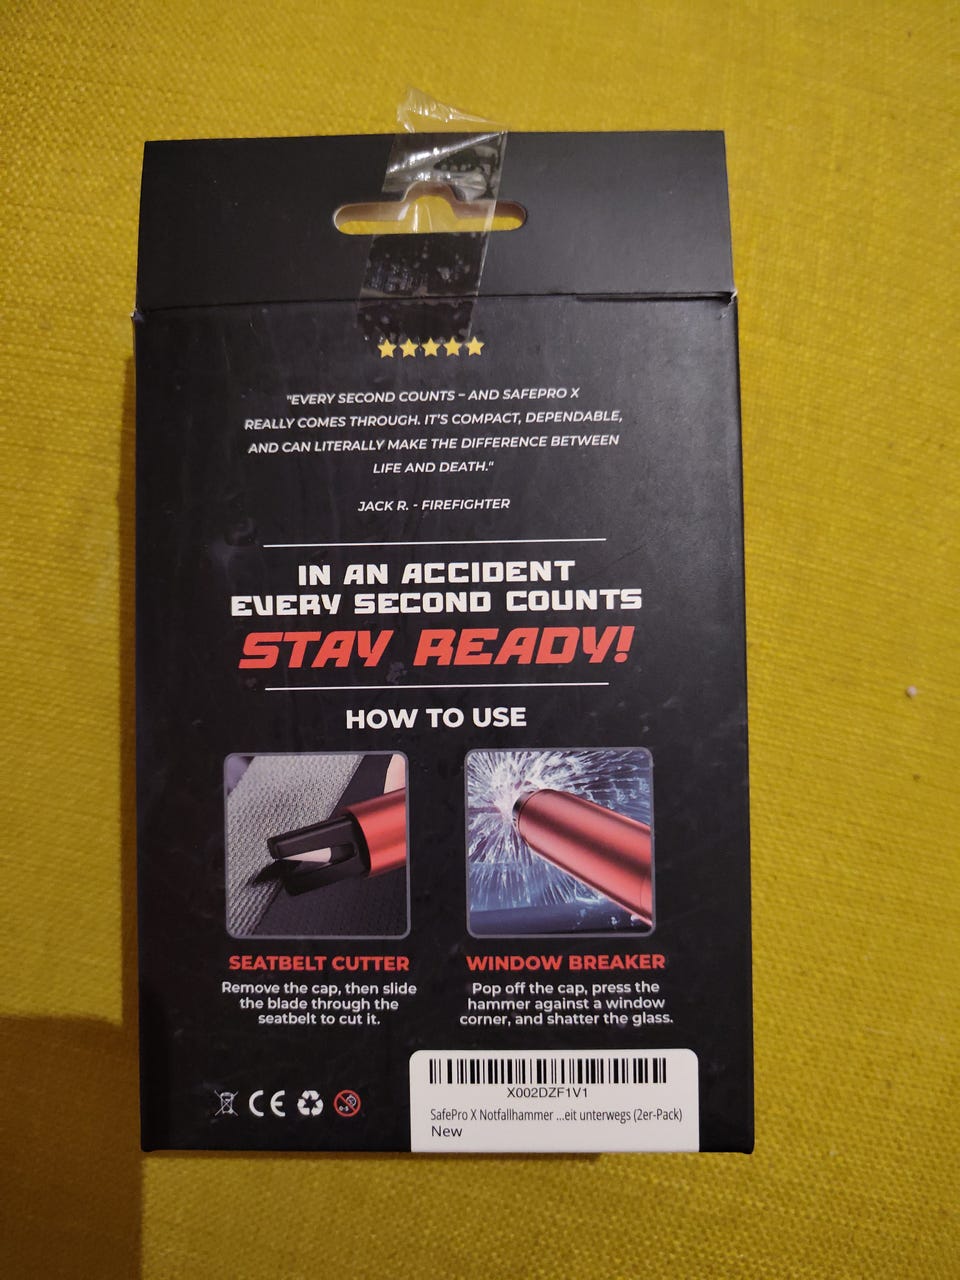 "EVERY SECOND COUNTS – AND SAFEPRO X
REALLY COMES THROUGH. IT'S COMPACT, DEPENDABLE,
AND CAN LITERALLY MAKE THE DIFFERENCE BETWEEN
LIFE AND DEATH."
JACK R. - FIREFIGHTER
IN AN ACCIDENT
EVERY SECOND COUNTS
STAY READY!
HOW TO USE
SEATBELT CUTTER
Remove the cap, then slide
the blade through the
seatbelt to cut it.
WINDOW BREAKER
Pop off the cap, press the
hammer against a window
corner, and shatter the glass.
CE
0-3
X002DZF1V1
SafePro X Notfallhammer ...eit unterwegs (2er-Pack)
New